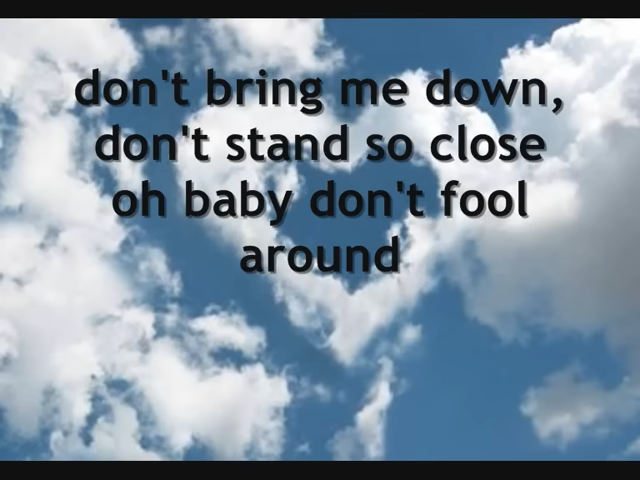 don't bring me down,
don't stand so close
oh baby don't fool
around